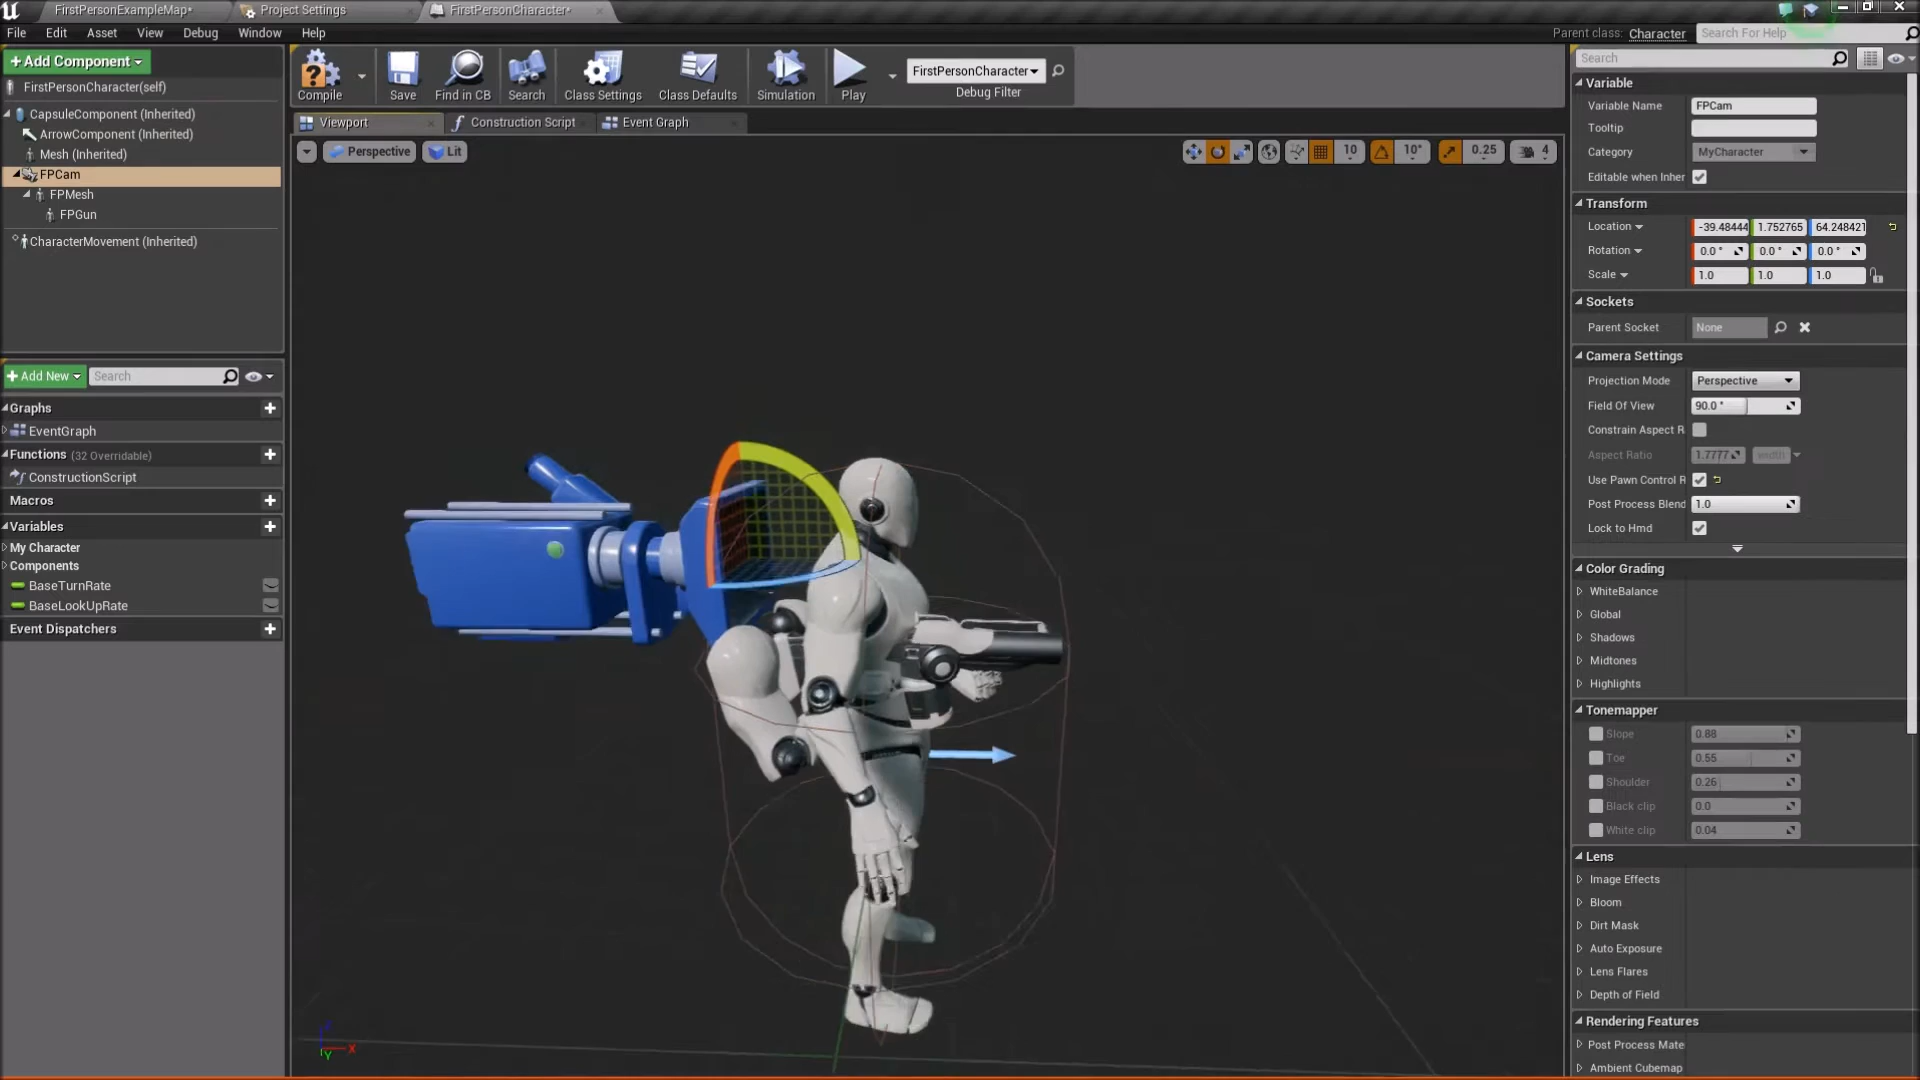 FirstPersonExampleMap*
Project Settings
FirstPersonCharacter*
File Edit Asset View Debug Window Help
Parent class: Character
Search For Help
+Add Component
FirstPersonCharacter(self)
CapsuleComponent (Inherited)
ArrowComponent (Inherited)
Mesh (Inherited)
FPCam
FPMesh
FPGun
CharacterMovement (Inherited)
+Add New
Search
Graphs
EventGraph
Functions (32 Overridable)
ConstructionScript
Macros
Variables
My Character
Components
BaseTurnRate
BaseLookUpRate
Event Dispatchers
Compile
Save
Find in CB
Search
Class Settings
Class Defaults
Simulation
Play
FirstPersonCharacter
Debug Filter
Viewport
Construction Script
Event Graph
Perspective
Lit
10
10°
0.25
4
Z
X
Y
Search
Variable
Variable Name FPCam
Tooltip
Category MyCharacter
Editable when Inher
Transform
Location -39.48444 1.752765 64.248421
Rotation 0.0 ° 0.0 ° 0.0 °
Scale 1.0 1.0 1.0
Sockets
Parent Socket None
Camera Settings
Projection Mode Perspective
Field Of View 90.0 °
Constrain Aspect R
Aspect Ratio 1.7777
Use Pawn Control R
Post Process Blend 1.0
Lock to Hmd
Color Grading
WhiteBalance
Global
Shadows
Midtones
Highlights
Tonemapper
Slope 0.88
Toe 0.55
Shoulder 0.26
Black clip 0.0
White clip 0.04
Lens
Image Effects
Bloom
Dirt Mask
Auto Exposure
Lens Flares
Depth of Field
Rendering Features
Post Process Mate
Ambient Cubemap